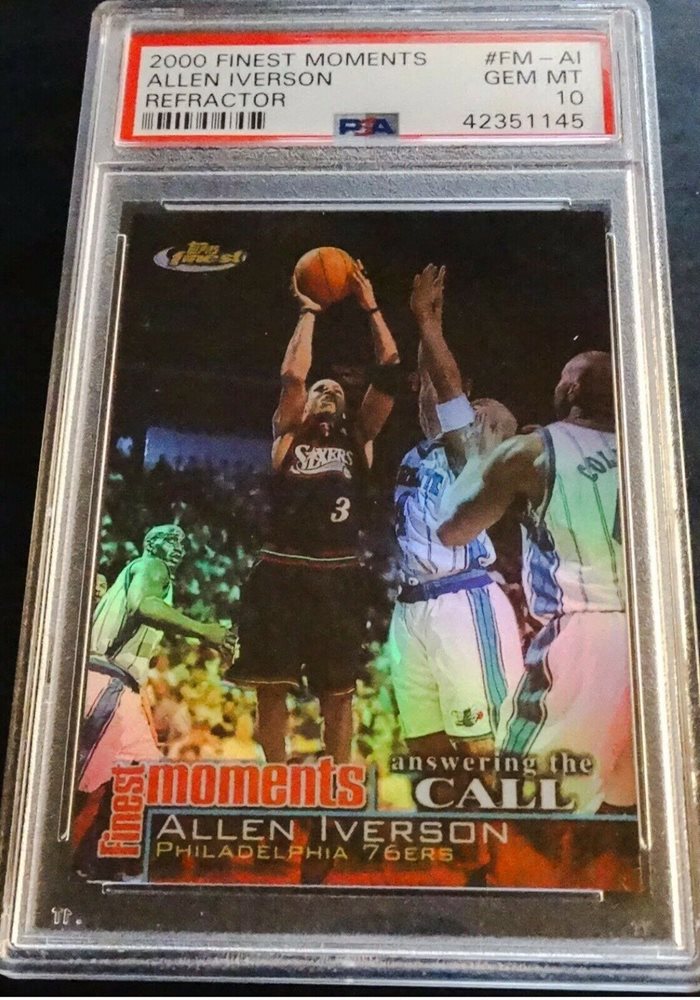 2000 FINEST MOMENTS #FM-AI
ALLEN IVERSON GEM MT
REFRACTOR 10
PSA 42351145
Topps
finest
SIXERS
3
COL
finest moments
answering the
CALL
ALLEN IVERSON
PHILADELPHIA 76ERS